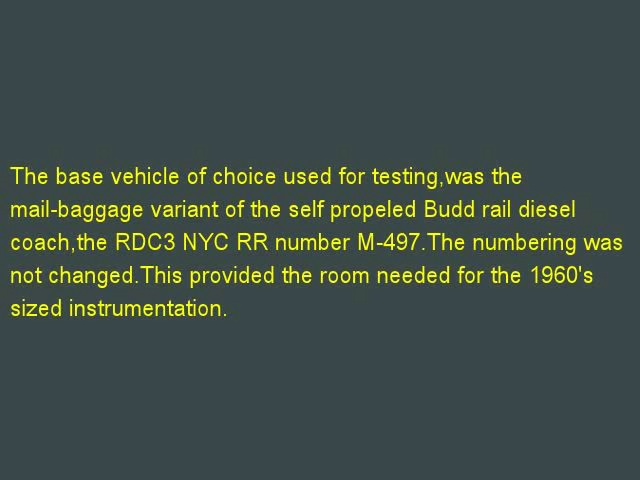 The base vehicle of choice used for testing,was the
mail-baggage variant of the self propeled Budd rail diesel
coach,the RDC3 NYC RR number M-497.The numbering was
not changed.This provided the room needed for the 1960's
sized instrumentation.